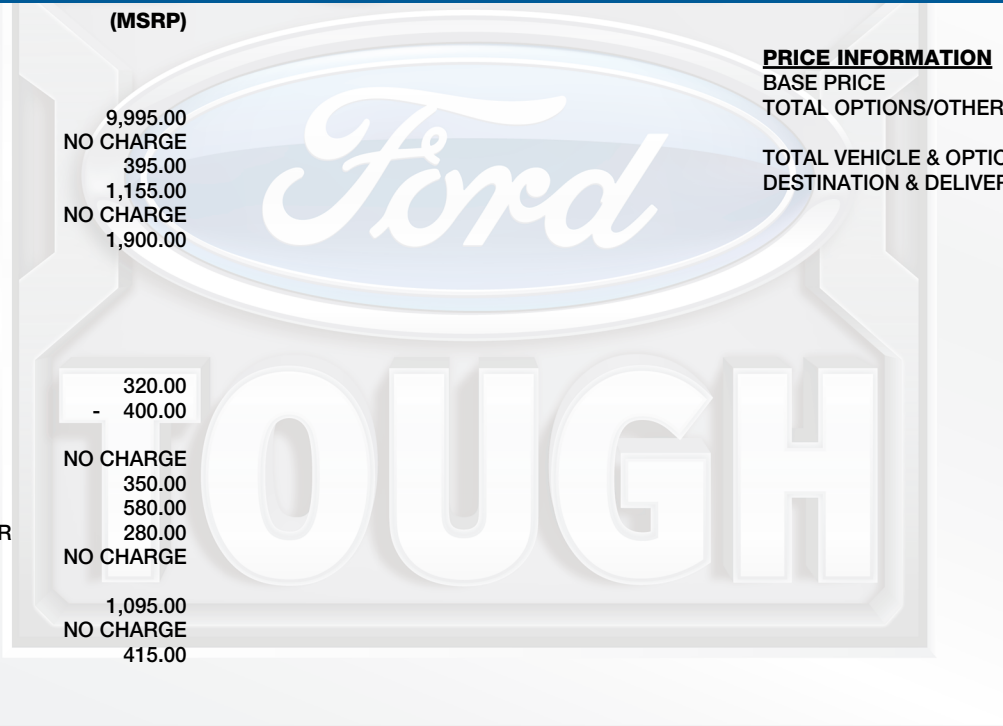 (MSRP)
9,995.00
NO CHARGE
395.00
1,155.00
NO CHARGE
1,900.00
320.00
- 400.00
NO CHARGE
350.00
580.00
R 280.00
NO CHARGE
1,095.00
NO CHARGE
415.00
PRICE INFORMATION
BASE PRICE
TOTAL OPTIONS/OTHER
TOTAL VEHICLE & OPTIO
DESTINATION & DELIVER
Ford
TOUGH